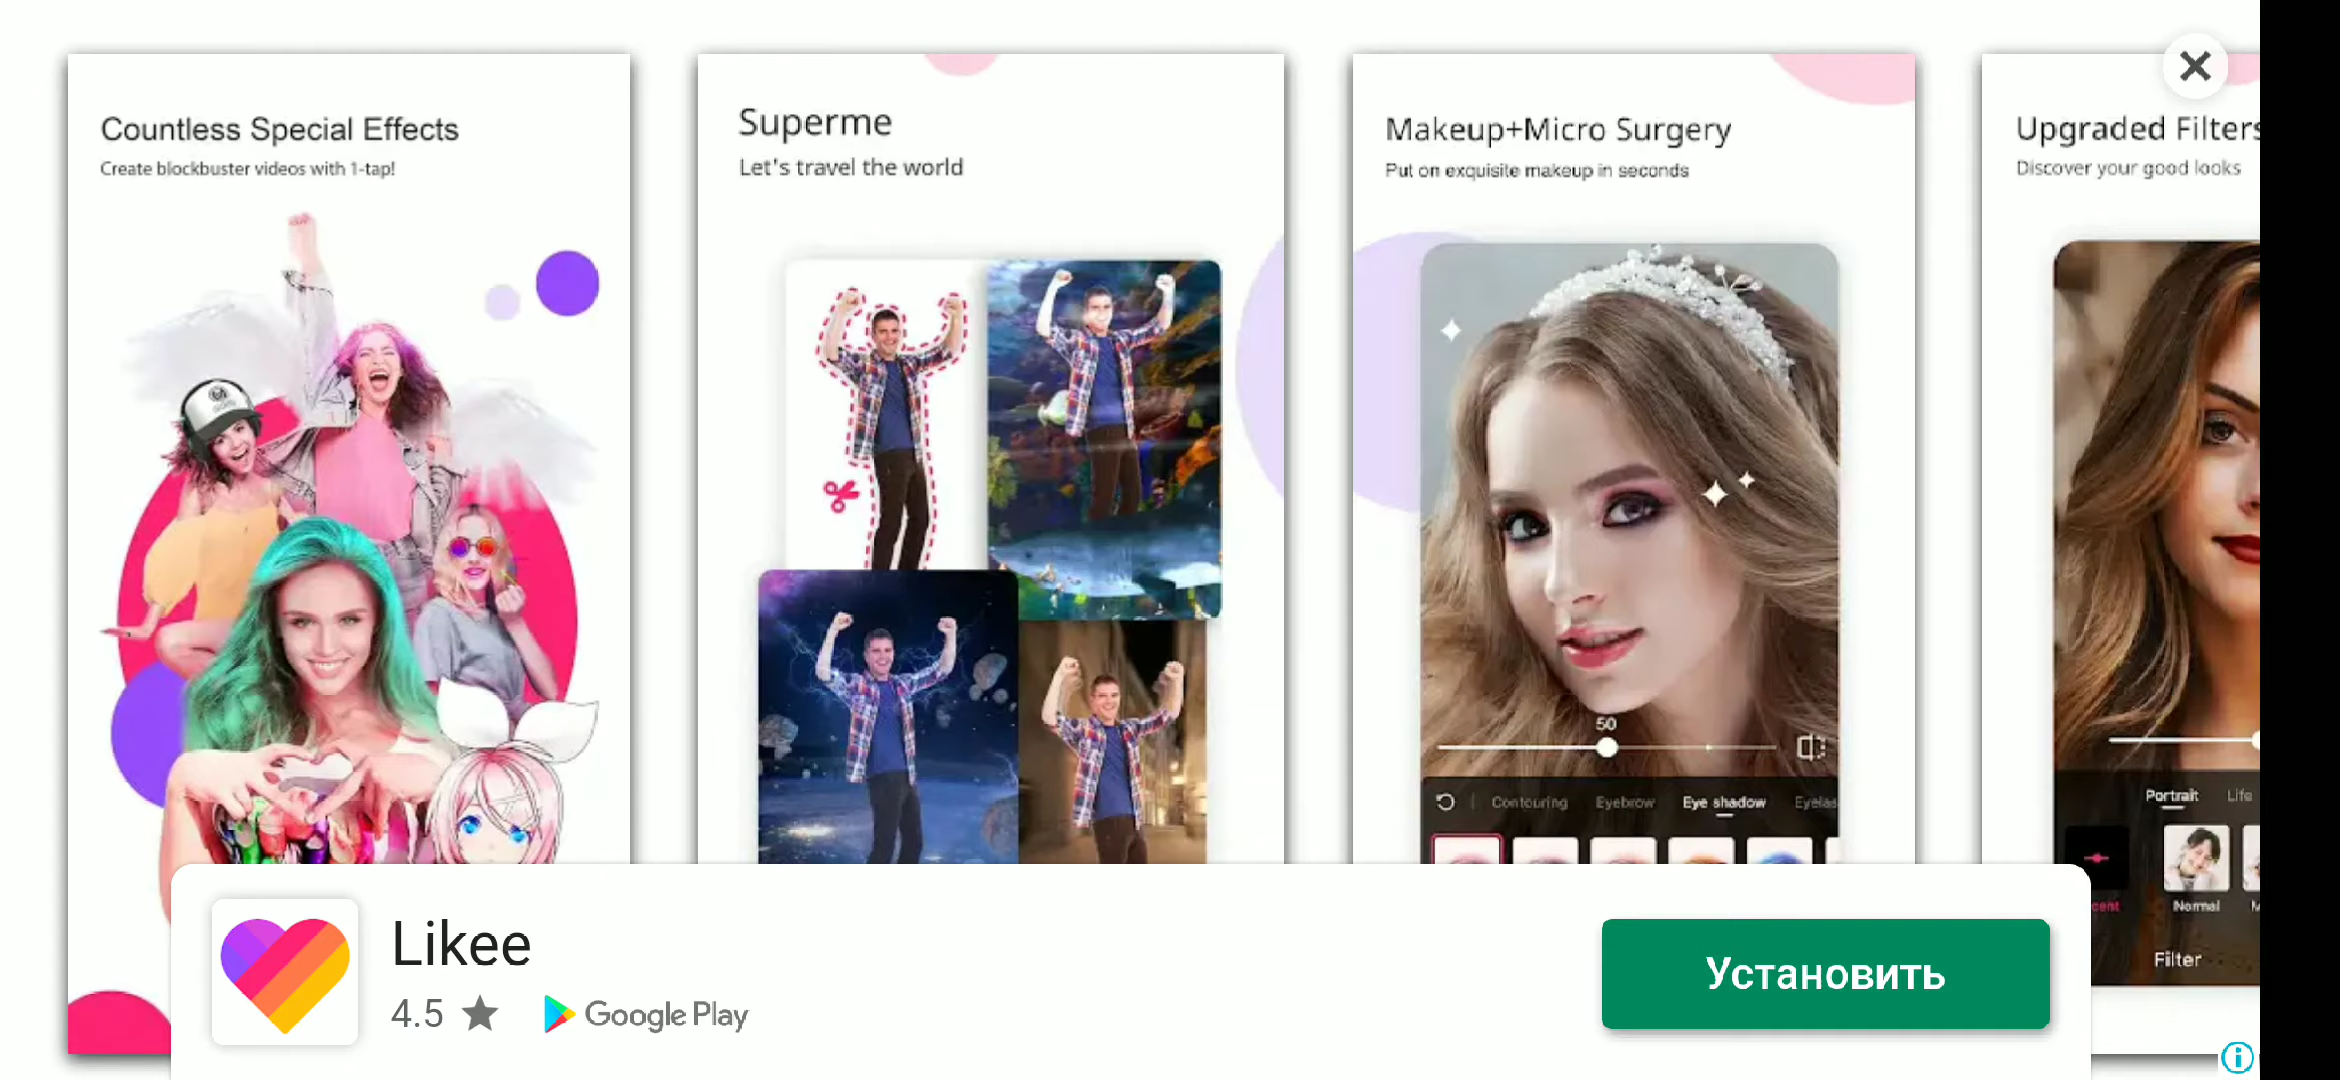 Countless Special Effects
Create blockbuster videos with 1-tap!
Superme
Let's travel the world
Makeup+Micro Surgery
Put on exquisite makeup in seconds
50
Contouring Eyebrow Eye shadow
Upgraded Filters
Discover your good looks
Portrait Life
Normal
Filter
Likee
4.5
Google Play
Установить